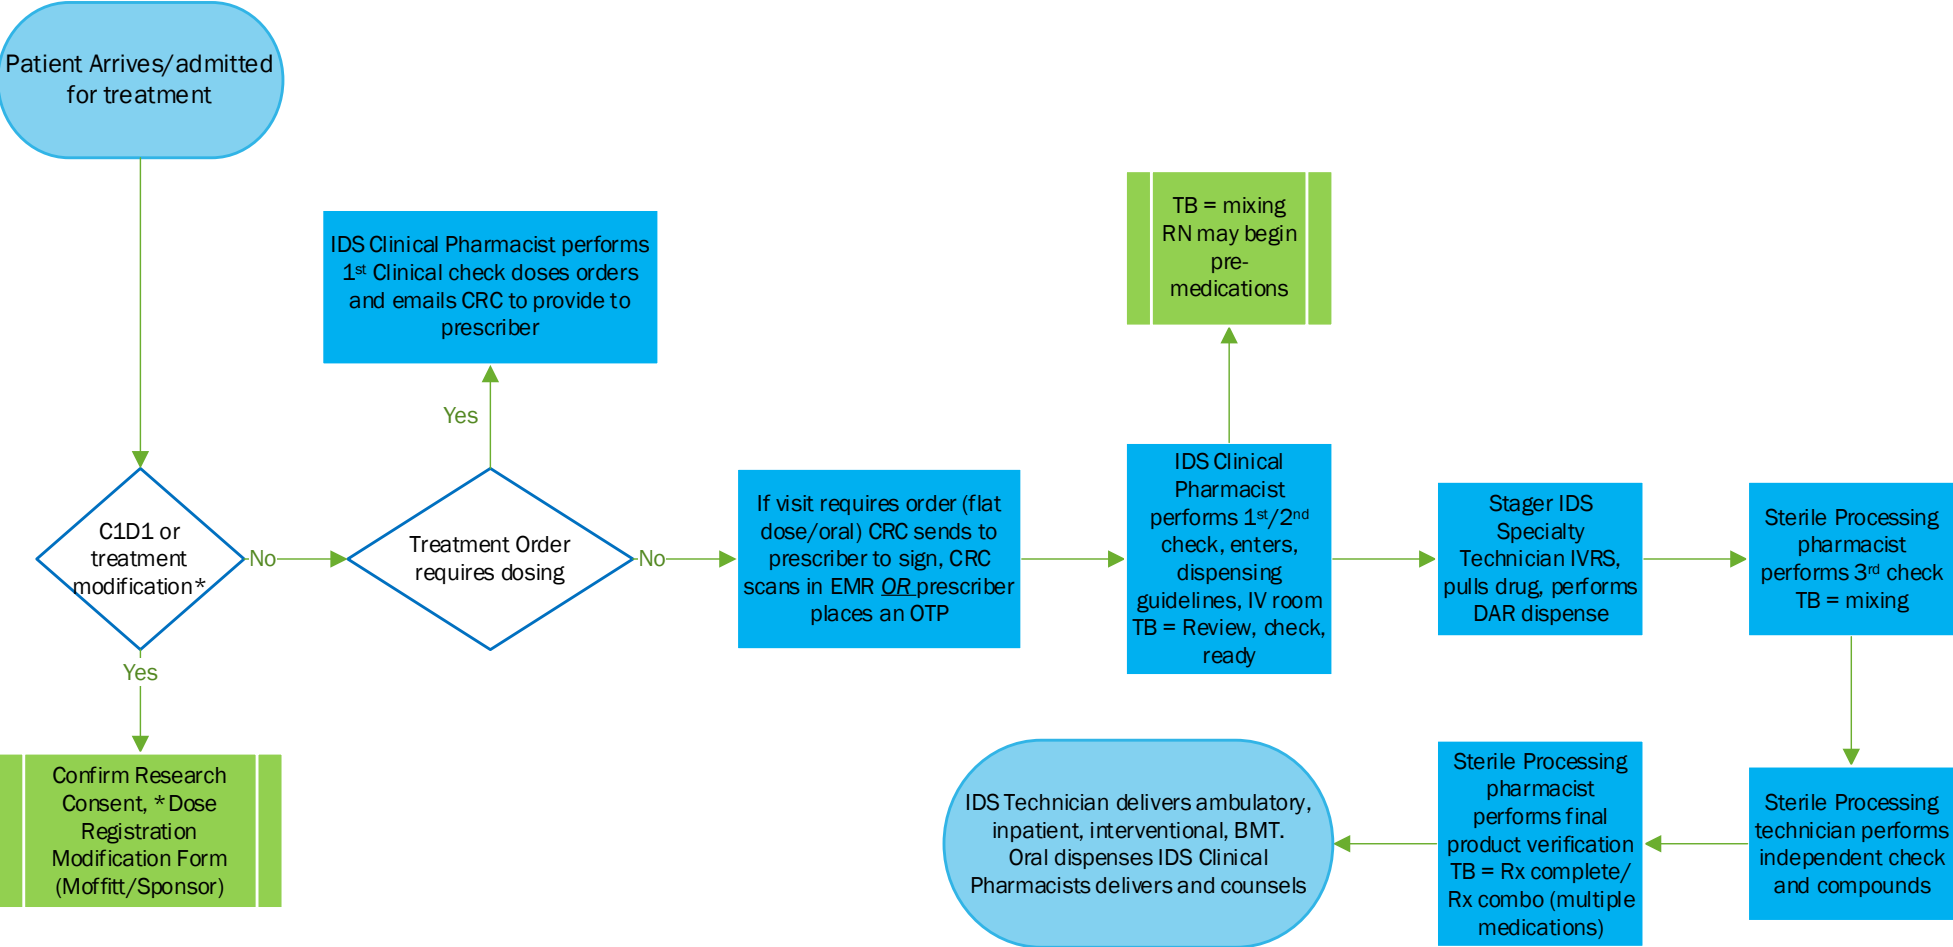 Patient Arrives/admitted
for treatment
IDS Clinical Pharmacist performs
1st Clinical check doses orders
and emails CRC to provide to
prescriber
Yes
C1D1 or
treatment
modification*
No
Yes
Confirm Research
Consent, *Dose
Registration
Modification Form
(Moffitt/Sponsor)
Treatment Order
requires dosing
No
If visit requires order (flat
dose/oral) CRC sends to
prescriber to sign, CRC
scans in EMR OR prescriber
places an OTP
TB = mixing
RN may begin
pre-
medications
IDS Clinical
Pharmacist
performs 1st/2nd
check, enters,
dispensing
guidelines, IV room
TB = Review, check,
ready
Stager IDS
Specialty
Technician IVRS,
pulls drug, performs
DAR dispense
Sterile Processing
pharmacist
performs 3rd check
TB = mixing
Sterile Processing
technician performs
independent check
and compounds
Sterile Processing
pharmacist
performs final
product verification
TB = Rx complete/
Rx combo (multiple
medications)
IDS Technician delivers ambulatory,
inpatient, interventional, BMT.
Oral dispenses IDS Clinical
Pharmacists delivers and counsels